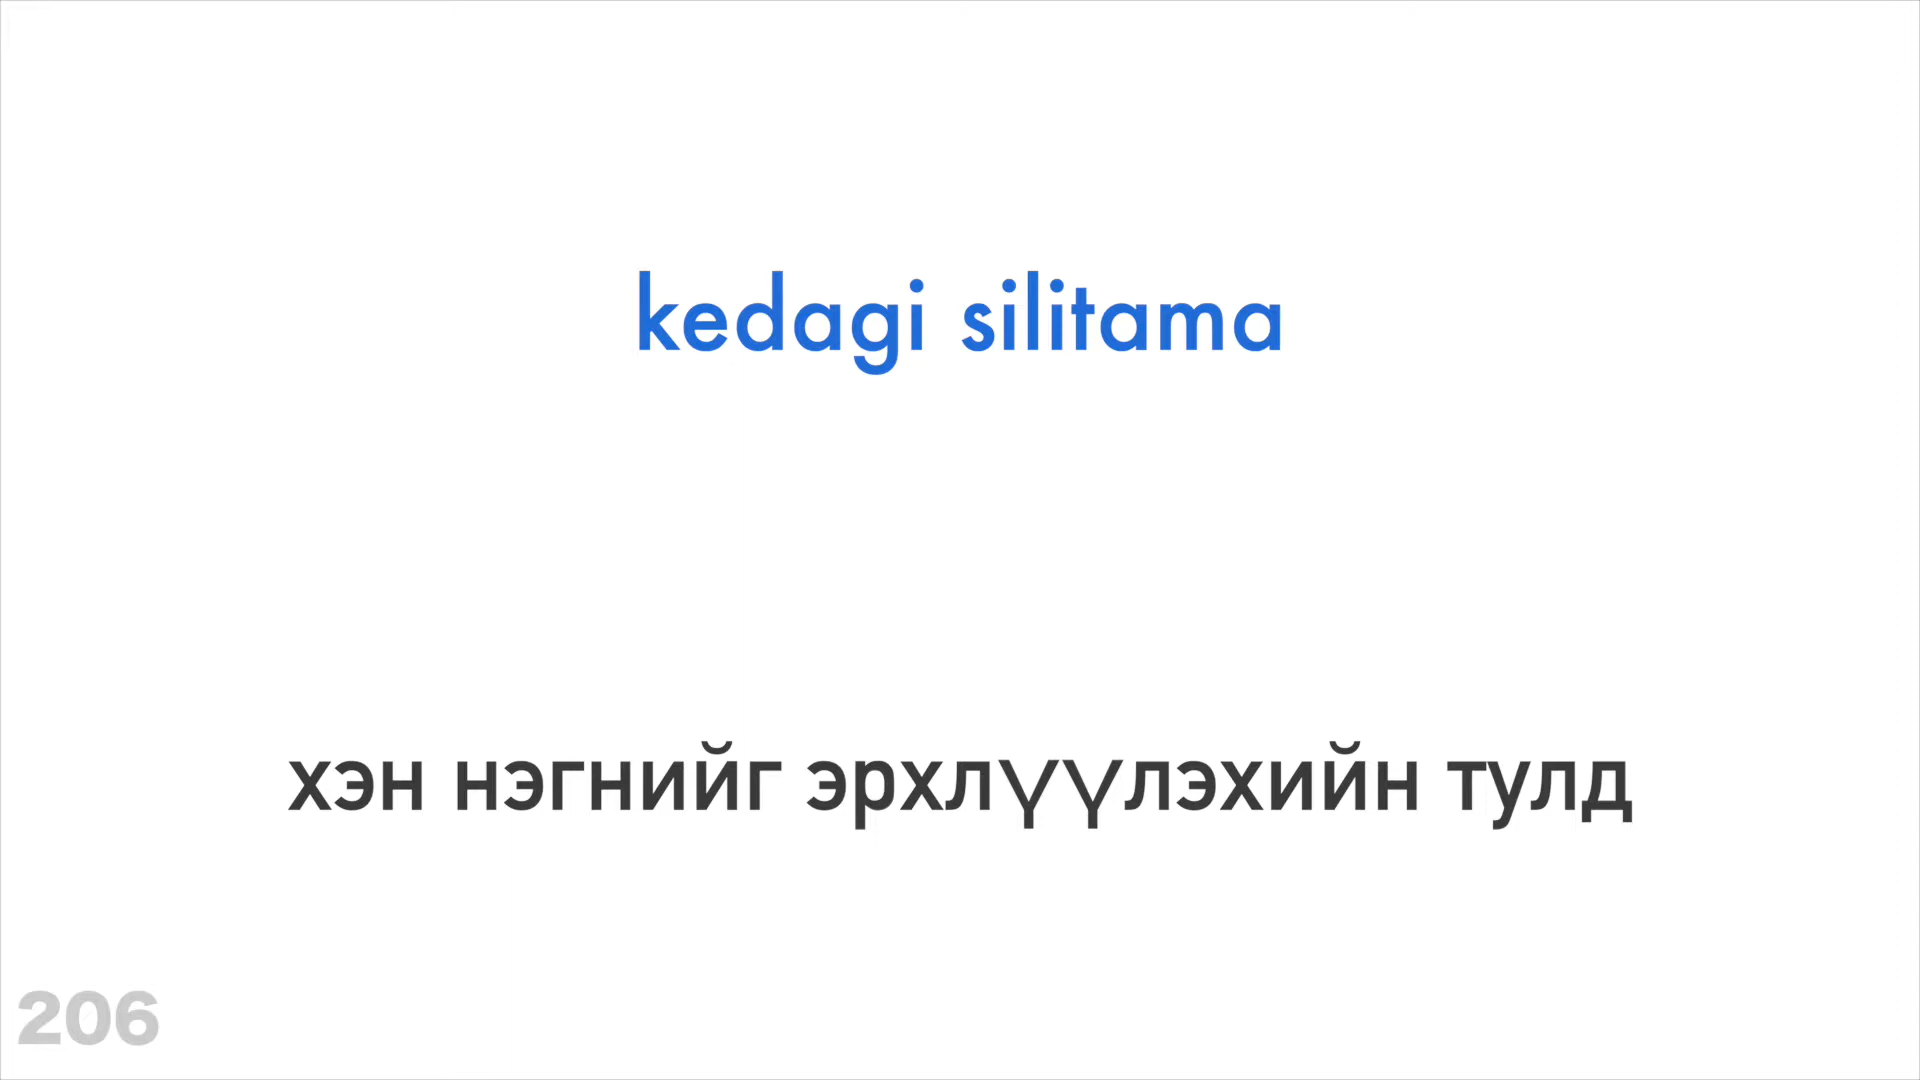 kedagi silitama
хэн нэгнийг эрхлүүлэхийн тулд
206